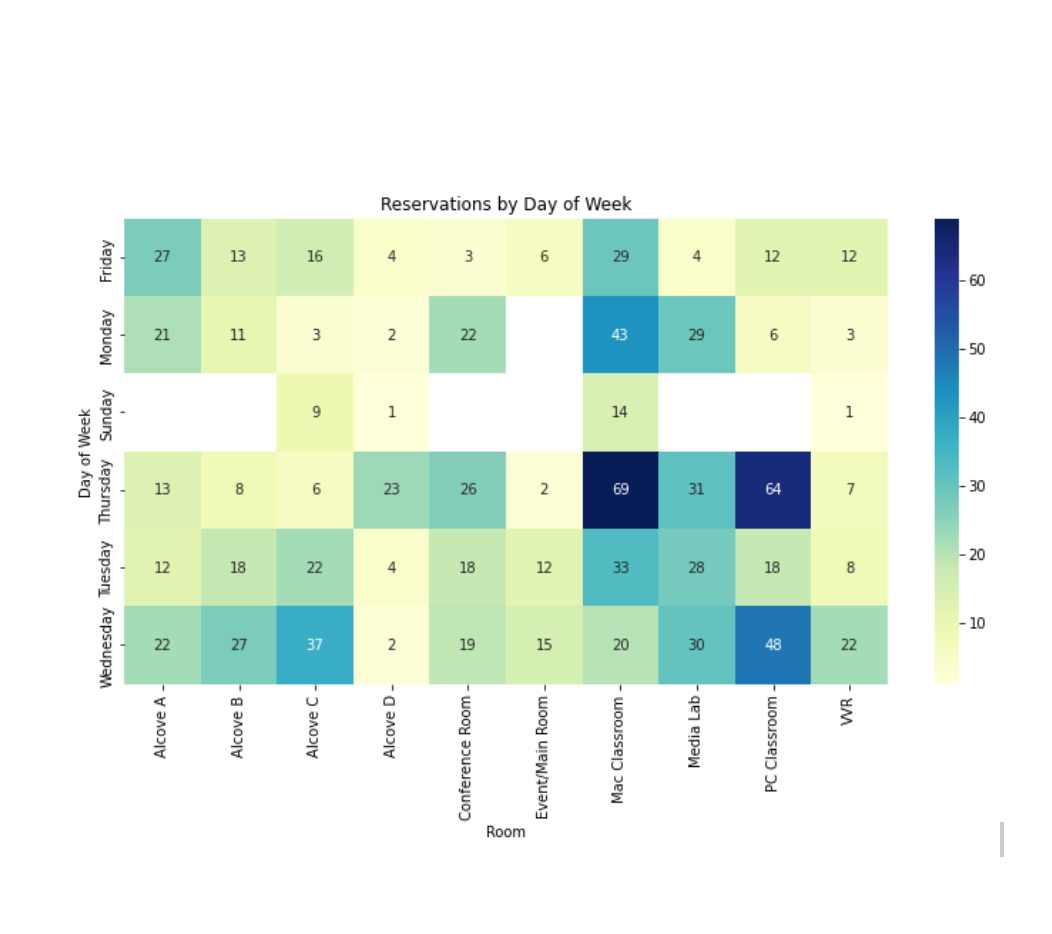 Reservations by Day of Week
Day of Week
Friday 27 13 16 4 3 6 29 4 12 12
Monday 21 11 3 2 22 43 29 6 3
Sunday 9 1 14 1
Thursday 13 8 6 23 26 2 69 31 64 7
Tuesday 12 18 22 4 18 12 33 28 18 8
Wednesday 22 27 37 2 19 15 20 30 48 22
Alcove A
Alcove B
Alcove C
Alcove D
Conference Room
Event/Main Room
Mac Classroom
Media Lab
PC Classroom
Room
60
50
40
30
20
10